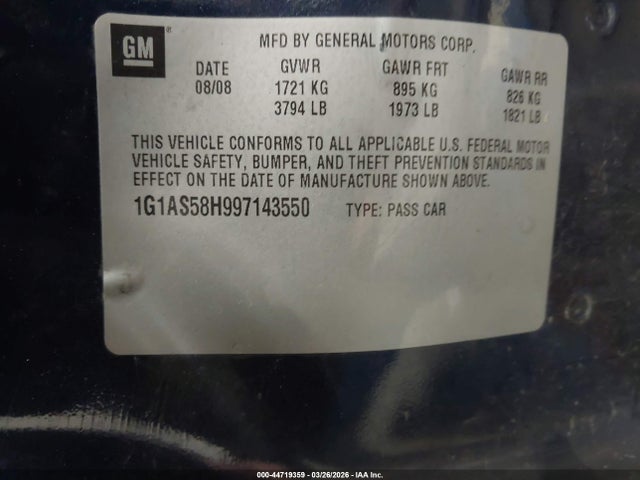 GM®
MFD BY GENERAL MOTORS CORP.
DATE GVWR GAWR FRT GAWR RR
08/08 1721 KG 895 KG 826 KG
3794 LB 1973 LB 1821 LB
THIS VEHICLE CONFORMS TO ALL APPLICABLE U.S. FEDERAL MOTOR
VEHICLE SAFETY, BUMPER, AND THEFT PREVENTION STANDARDS IN
EFFECT ON THE DATE OF MANUFACTURE SHOWN ABOVE.
1G1AS58H997143550 TYPE: PASS CAR
000-44719359 | 03/26/2026 | IAA Inc.